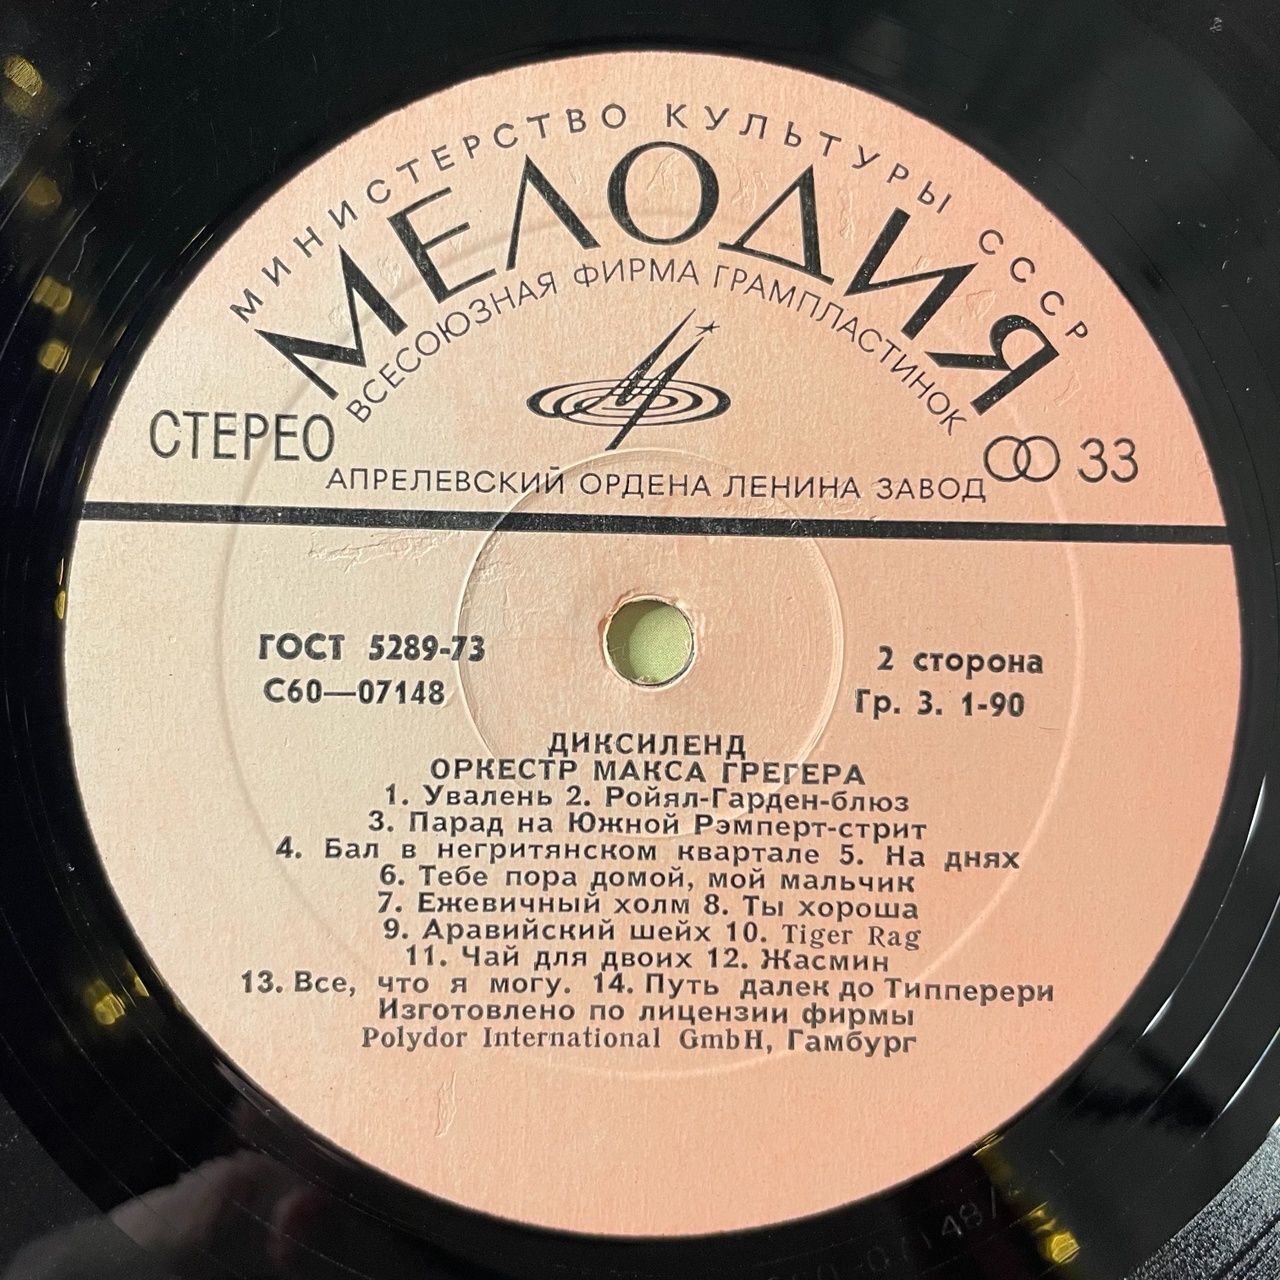 МИНИСТЕРСТВО КУЛЬТУРЫ СССР
МЕЛОДИЯ
ВСЕСОЮЗНАЯ ФИРМА ГРАМПЛАСТИНОК
СТЕРЕО
33
АПРЕЛЕВСКИЙ ОРДЕНА ЛЕНИНА ЗАВОД
ГОСТ 5289-73
С60—07148
2 сторона
Гр. 3. 1-90
ДИКСИЛЕНД
ОРКЕСТР МАКСА ГРЕГЕРА
1. Увалень 2. Ройял-Гарден-блюз
3. Парад на Южной Рэмперт-стрит
4. Бал в негритянском квартале 5. На днях
6. Тебе пора домой, мой мальчик
7. Ежевичный холм 8. Ты хороша
9. Аравийский шейх 10. Tiger Rag
11. Чай для двоих 12. Жасмин
13. Все, что я могу. 14. Путь далек до Типперери
Изготовлено по лицензии фирмы
Polydor International GmbH, Гамбург